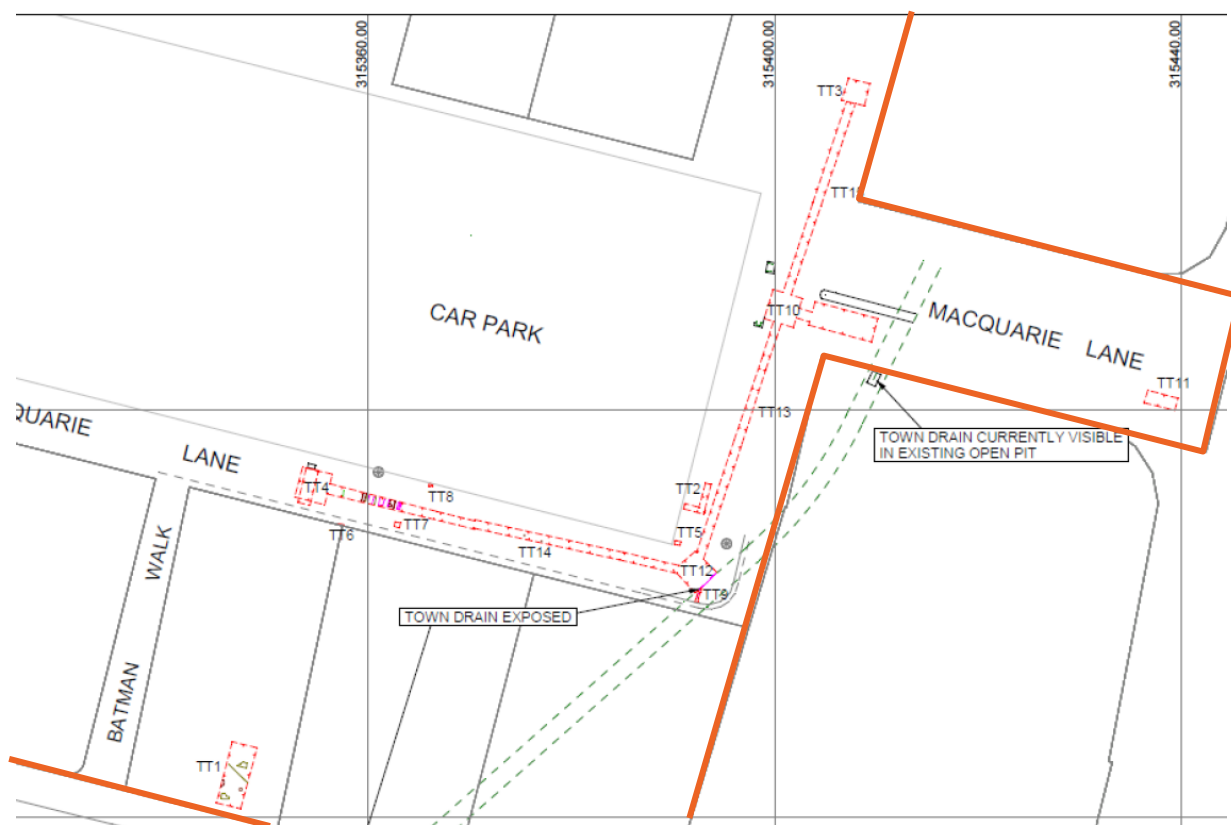 315360.00
315400.00
315440.00
TT3
CAR PARK
TT10
MACQUARIE LANE
TT11
TT13
TOWN DRAIN CURRENTLY VISIBLE
IN EXISTING OPEN PIT
QUARIE
LANE
TT4
TT8
TT2
TT7
TT6
TT5
TT14
TT12
TT9
TOWN DRAIN EXPOSED
BATMAN WALK
TT1